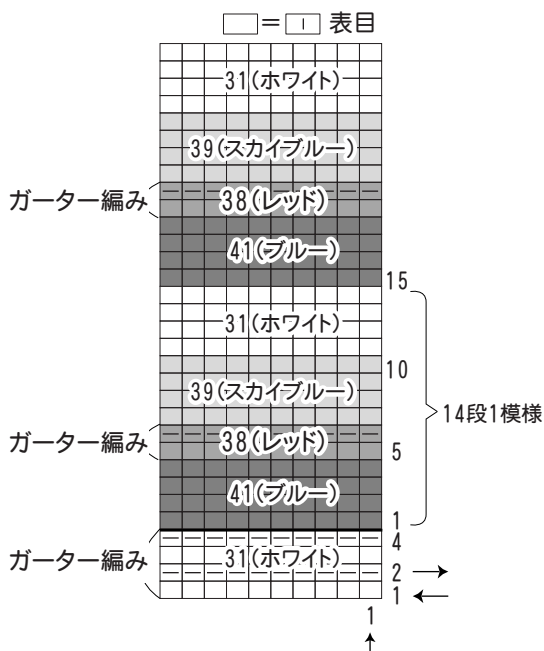 □=| 表目
31(ホワイト)
39(スカイブルー)
ガーター編み 38(レッド)
41(ブルー)
15
31(ホワイト)
10
39(スカイブルー)
14段1模様
ガーター編み 38(レッド)
5
41(ブルー)
1
4
ガーター編み 31(ホワイト)
2 →
1 ←
1
↑